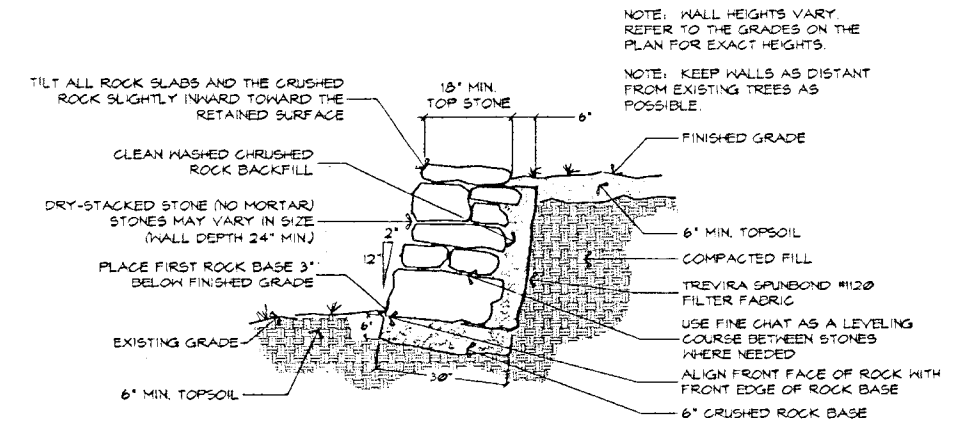 NOTE: WALL HEIGHTS VARY.
REFER TO THE GRADES ON THE
PLAN FOR EXACT HEIGHTS.
NOTE: KEEP WALLS AS DISTANT
FROM EXISTING TREES AS
POSSIBLE.
TILT ALL ROCK SLABS AND THE CRUSHED
ROCK SLIGHTLY INWARD TOWARD THE
RETAINED SURFACE
18" MIN.
TOP STONE
6"
FINISHED GRADE
CLEAN WASHED CHRUSHED
ROCK BACKFILL
DRY-STACKED STONE (NO MORTAR)
STONES MAY VARY IN SIZE
(WALL DEPTH 24" MIN.)
2"
12"
6" MIN. TOPSOIL
COMPACTED FILL
PLACE FIRST ROCK BASE 3"
BELOW FINISHED GRADE
TREVIRA SPUNBOND #1120
FILTER FABRIC
USE FINE CHAT AS A LEVELING
COURSE BETWEEN STONES
WHERE NEEDED
EXISTING GRADE
6"
30"
ALIGN FRONT FACE OF ROCK WITH
FRONT EDGE OF ROCK BASE
6" MIN. TOPSOIL
6" CRUSHED ROCK BASE